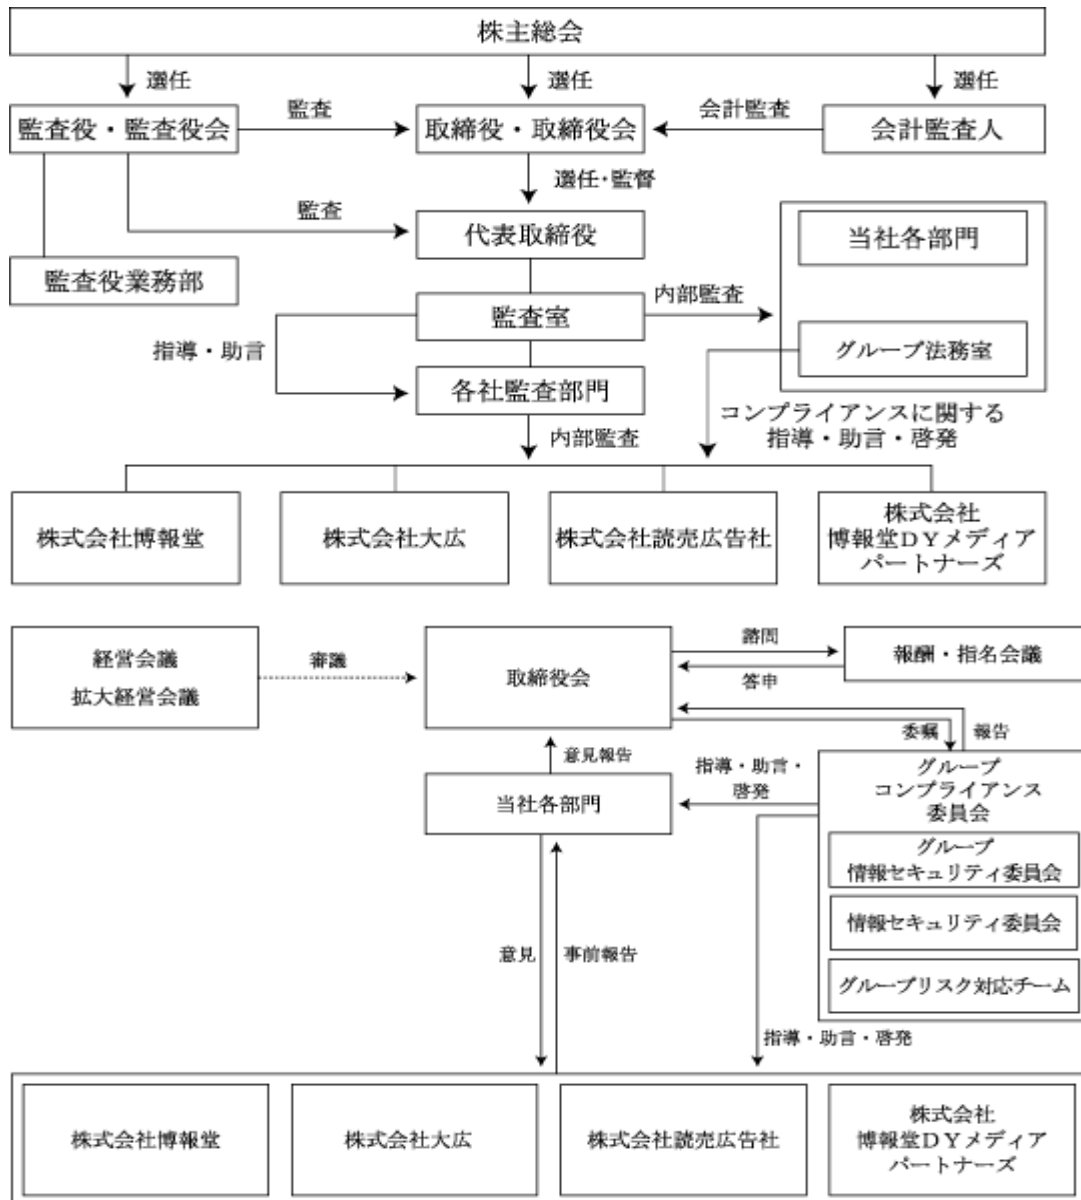 株主総会
選任
選任
選任
監査役・監査役会
監査
取締役・取締役会
会計監査
会計監査人
選任・監督
監査
代表取締役
当社各部門
監査役業務部
監査室
内部監査
指導・助言
グループ法務室
各社監査部門
コンプライアンスに関する
指導・助言・啓発
内部監査
株式会社博報堂
株式会社大広
株式会社読売広告社
株式会社
博報堂ＤＹメディア
パートナーズ
経営会議
拡大経営会議
審議
取締役会
諮問
答申
報酬・指名会議
委嘱
報告
意見報告
指導・助言・
啓発
当社各部門
グループ
コンプライアンス
委員会
グループ
情報セキュリティ委員会
情報セキュリティ委員会
グループリスク対応チーム
意見
事前報告
指導・助言・啓発
株式会社博報堂
株式会社大広
株式会社読売広告社
株式会社
博報堂ＤＹメディア
パートナーズ